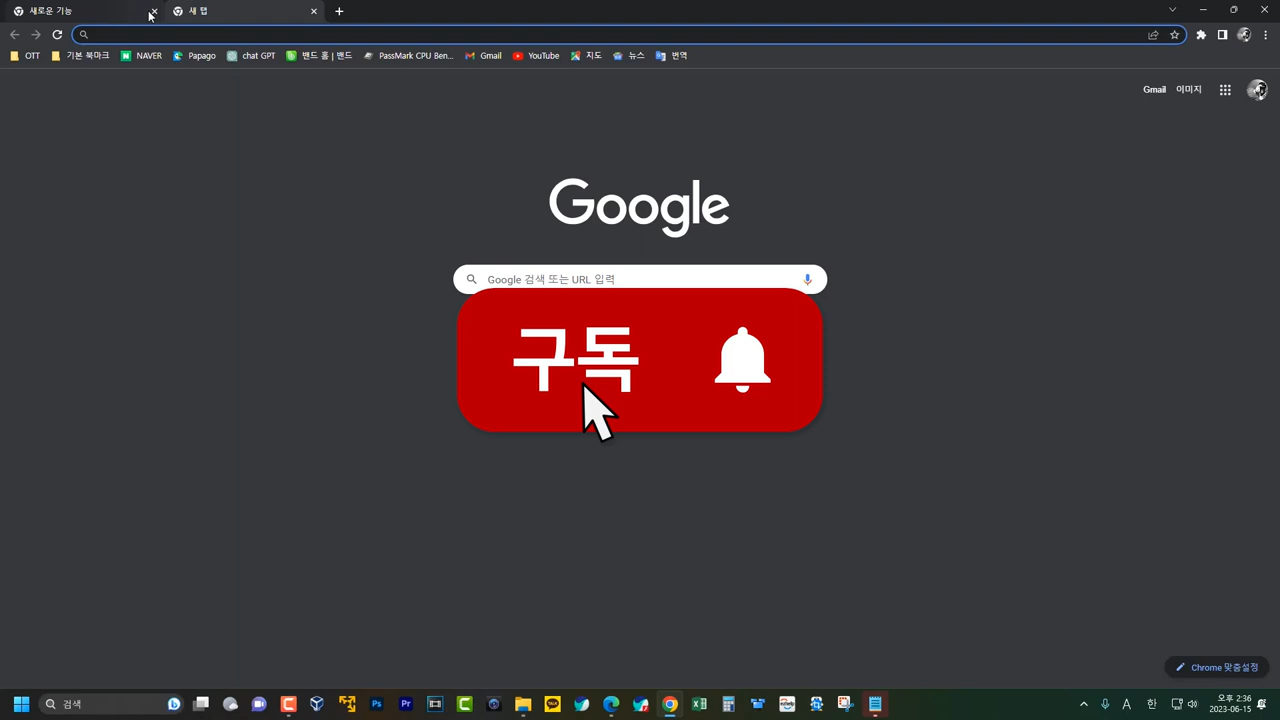 새로운 기능
새 탭
OTT
기본 북마크
NAVER
Papago
chat GPT
밴드 홈 | 밴드
PassMark CPU Ben...
Gmail
YouTube
지도
뉴스
번역
Gmail
이미지
Google
Google 검색 또는 URL 입력
구독
Chrome 맞춤설정
검색
A
한
오후 2:36
2023-06-15